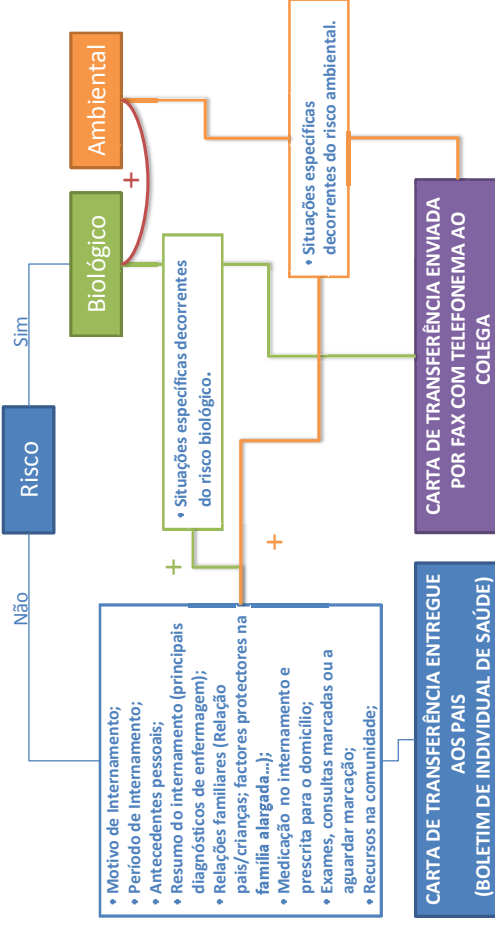 Risco
Não
Sim
Biológico
Ambiental
+
• Motivo de Internamento;
• Período de Internamento;
• Antecedentes pessoais;
• Resumo do internamento (principais
diagnósticos de enfermagem);
• Relações familiares (Relação
pais/crianças; factores protectores na
família alargada...);
• Medicação no internamento e
prescrita para o domicílio;
• Exames, consultas marcadas ou a
aguardar marcação;
• Recursos na comunidade;
+
+
• Situações específicas decorrentes
do risco biológico.
• Situações específicas
decorrentes do risco ambiental.
CARTA DE TRANSFERÊNCIA ENTREGUE
AOS PAIS
(BOLETIM DE INDIVIDUAL DE SAÚDE)
CARTA DE TRANSFERÊNCIA ENVIADA
POR FAX COM TELEFONEMA AO
COLEGA